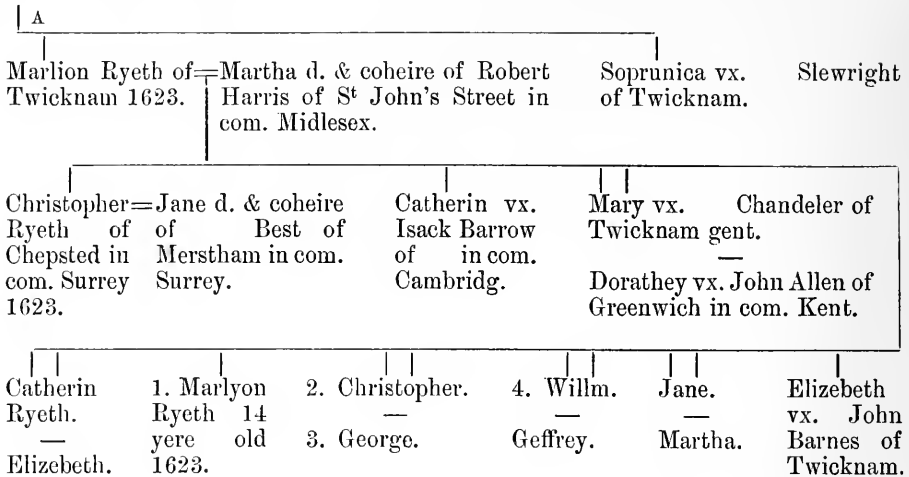 A
Marlion Ryeth of=Martha d. & coheire of Robert Soprunica vx. Slewright
Twicknam 1623. Harris of St John's Street in of Twicknam.
com. Midlesex.
Christopher=Jane d. & coheire Catherin vx. Mary vx. Chandeler of
Ryeth of of Best of Isack Barrow Twicknam gent.
Chepsted in Merstham in com. of in com. —
com. Surrey Surrey. Cambridg. Dorathey vx. John Allen of
1623. Greenwich in com. Kent.
Catherin 1. Marlyon 2. Christopher. 4. Willm. Jane. Elizebeth
Ryeth. Ryeth 14 — — — vx. John
— yere old 3. George. Geffrey. Martha. Barnes of
Elizebeth. 1623. Twicknam.